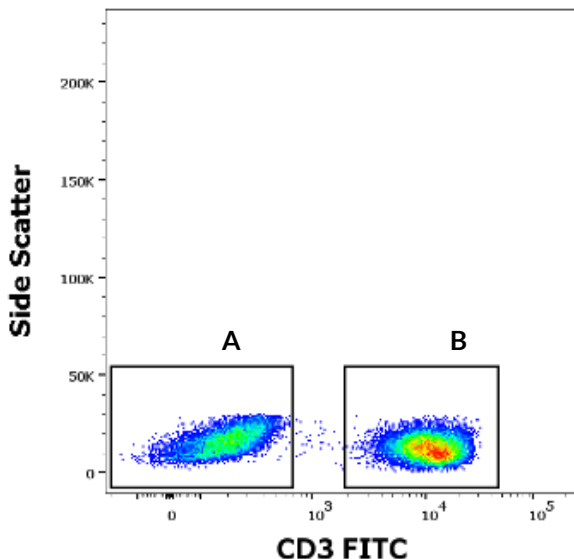 Side Scatter
200K
150K
100K
50K
0
A
B
0
10³
10⁴
10⁵
CD3 FITC